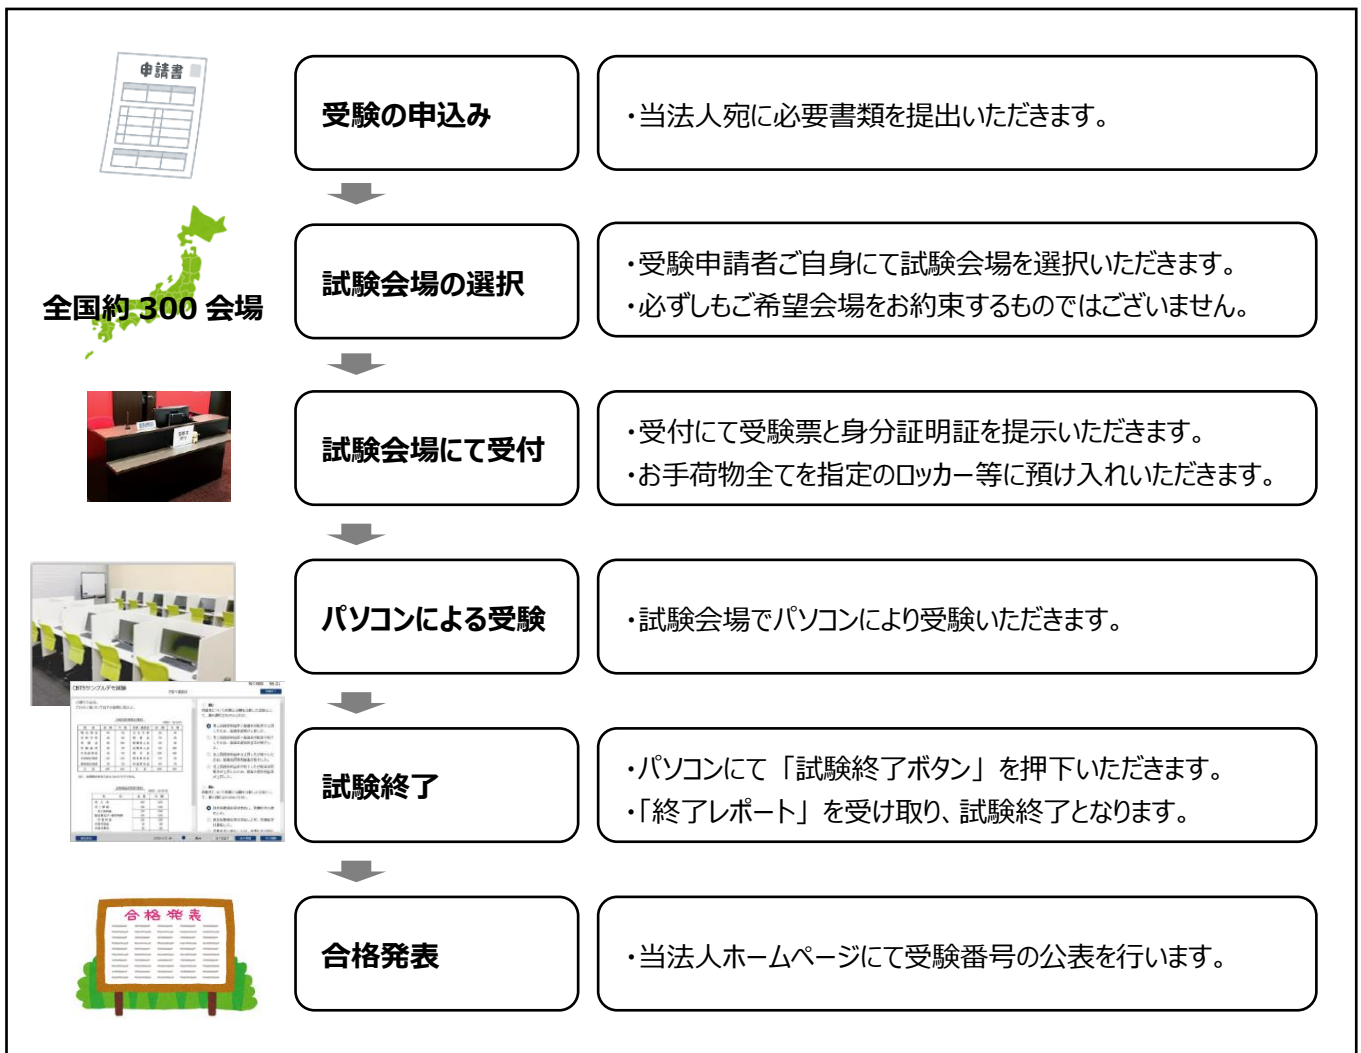 申請書
受験の申込み
・当法人宛に必要書類を提出いただきます。
全国約 300 会場
試験会場の選択
・受験申請者ご自身にて試験会場を選択いただきます。
・必ずしもご希望会場をお約束するものではございません。
試験会場にて受付
・受付にて受験票と身分証明証を提示いただきます。
・お手荷物全てを指定のロッカー等に預け入れいただきます。
パソコンによる受験
・試験会場でパソコンにより受験いただきます。
CBTSサンプルデモ試験
試験終了
・パソコンにて「試験終了ボタン」を押下いただきます。
・「終了レポート」を受け取り、試験終了となります。
合格発表
合格発表
・当法人ホームページにて受験番号の公表を行います。